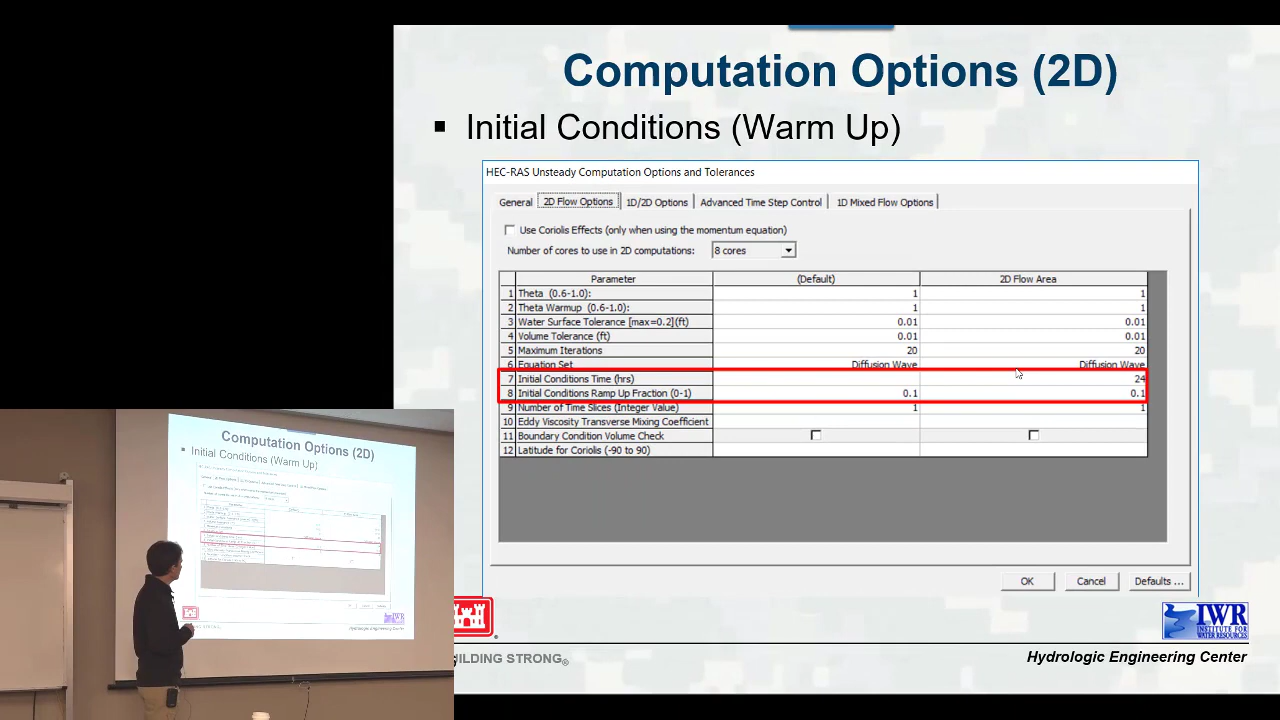 Computation Options (2D)
▪ Initial Conditions (Warm Up)
HEC-RAS Unsteady Computation Options and Tolerances
General 2D Flow Options 1D/2D Options Advanced Time Step Control 1D Mixed Flow Options
Use Coriolis Effects (only when using the momentum equation)
Number of cores to use in 2D computations: 8 cores
Parameter (Default) 2D Flow Area
1 Theta (0.6-1.0): 1 1
2 Theta Warmup (0.6-1.0): 1 1
3 Water Surface Tolerance [max=0.2](ft) 0.01 0.01
4 Volume Tolerance (ft) 0.01 0.01
5 Maximum Iterations 20 20
6 Equation Set Diffusion Wave Diffusion Wave
7 Initial Conditions Time (hrs) 24
8 Initial Conditions Ramp Up Fraction (0-1) 0.1 0.1
9 Number of Time Slices (Integer Value) 1 1
10 Eddy Viscosity Transverse Mixing Coefficient
11 Boundary Condition Volume Check
12 Latitude for Coriolis (-90 to 90)
OK Cancel Defaults ...
IWR
INSTITUTE FOR
WATER RESOURCES
ILDING STRONG®
Hydrologic Engineering Center
Computation Options (2D)
▪ Initial Conditions (Warm Up)
IWR
Hydrologic Engineering Center